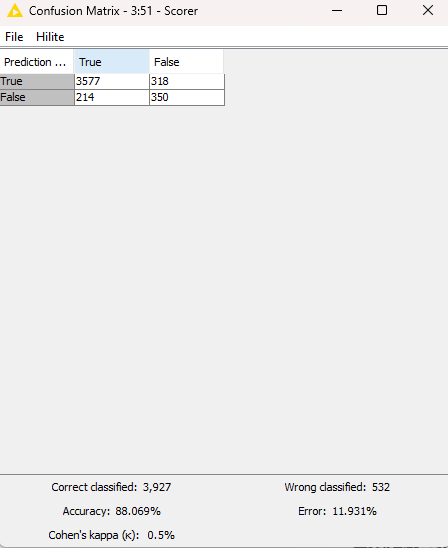 Confusion Matrix - 3:51 - Scorer
File Hilite
Prediction ... True False
True 3577 318
False 214 350
Correct classified: 3,927 Wrong classified: 532
Accuracy: 88.069% Error: 11.931%
Cohen's kappa (κ): 0.5%